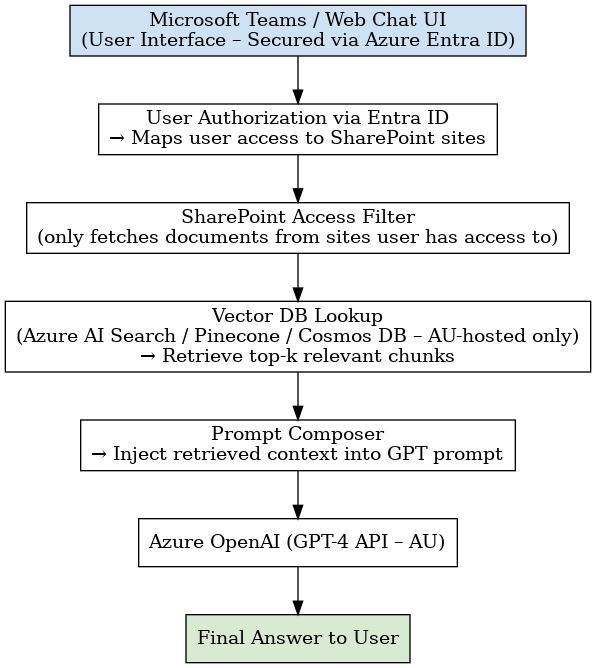 Microsoft Teams / Web Chat UI
(User Interface – Secured via Azure Entra ID)
User Authorization via Entra ID
→ Maps user access to SharePoint sites
SharePoint Access Filter
(only fetches documents from sites user has access to)
Vector DB Lookup
(Azure AI Search / Pinecone / Cosmos DB – AU-hosted only)
→ Retrieve top-k relevant chunks
Prompt Composer
→ Inject retrieved context into GPT prompt
Azure OpenAI (GPT-4 API – AU)
Final Answer to User